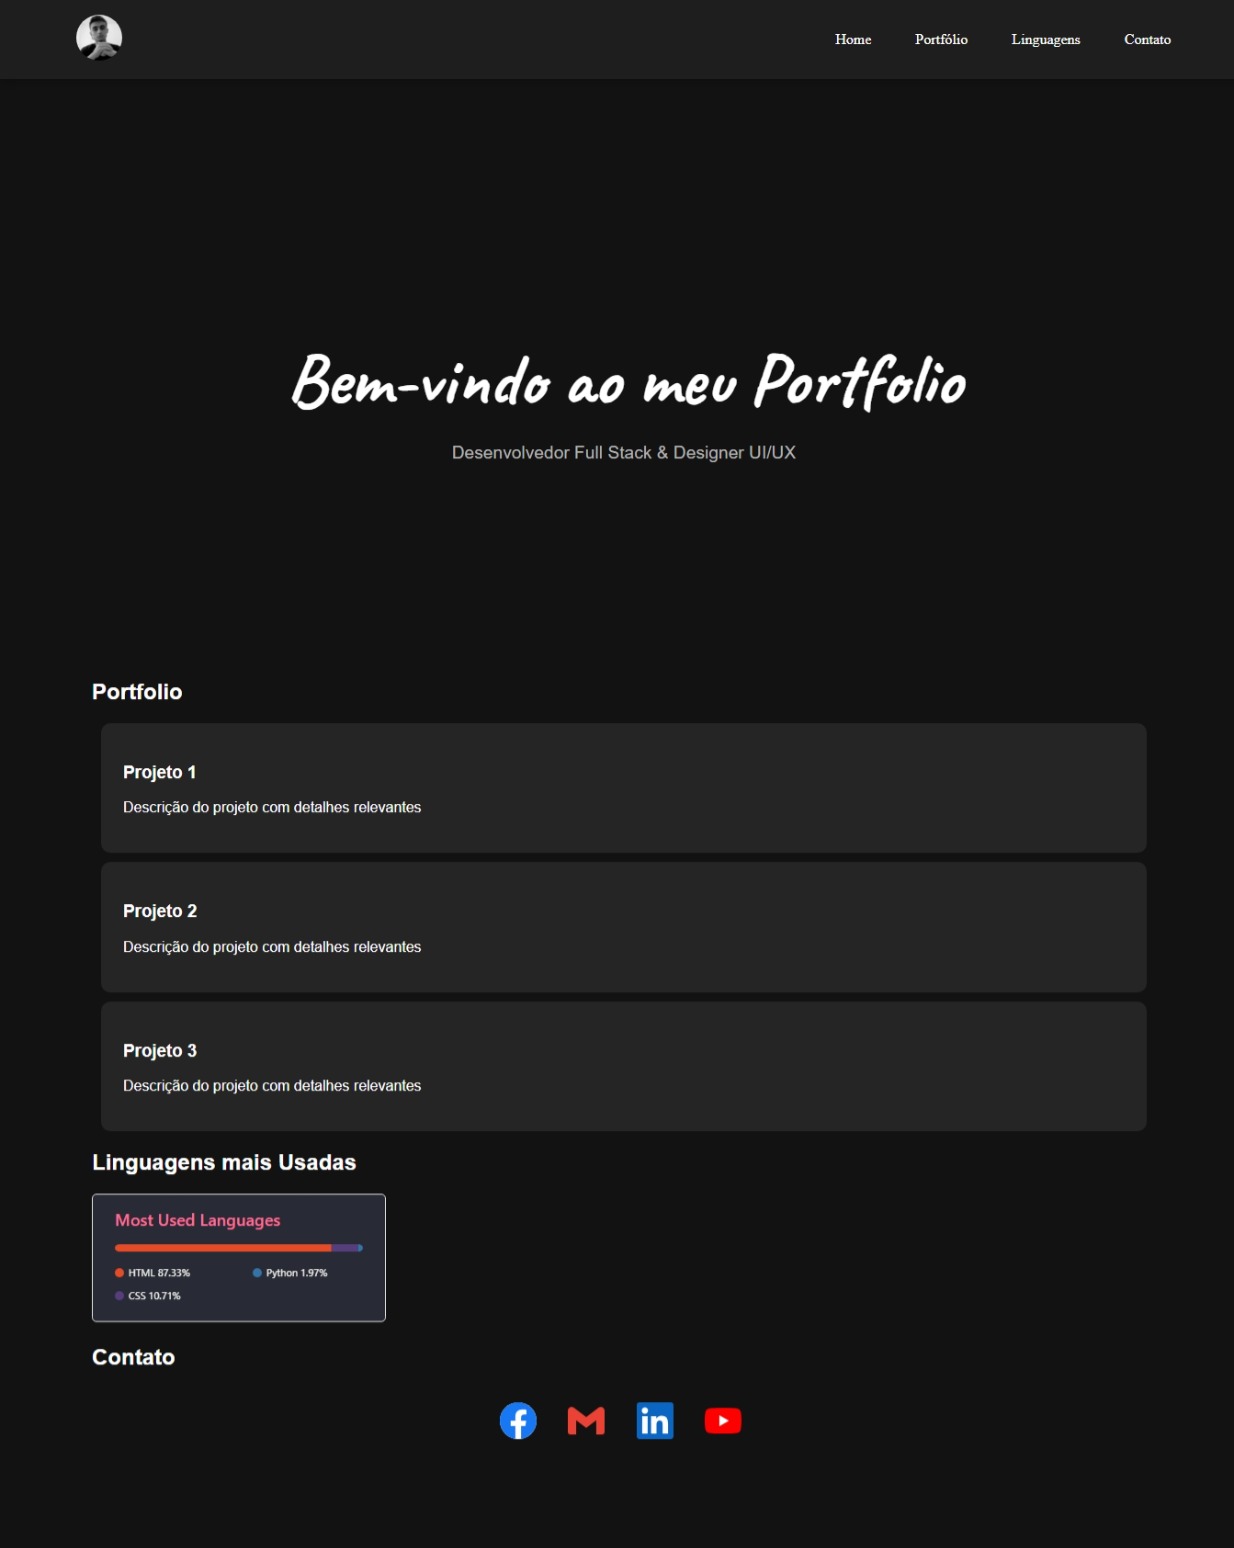 Home Portfólio Linguagens Contato
Bem-vindo ao meu Portfolio
Desenvolvedor Full Stack & Designer UI/UX
Portfolio
Projeto 1
Descrição do projeto com detalhes relevantes
Projeto 2
Descrição do projeto com detalhes relevantes
Projeto 3
Descrição do projeto com detalhes relevantes
Linguagens mais Usadas
Most Used Languages
HTML 87.33% Python 1.97%
CSS 10.71%
Contato